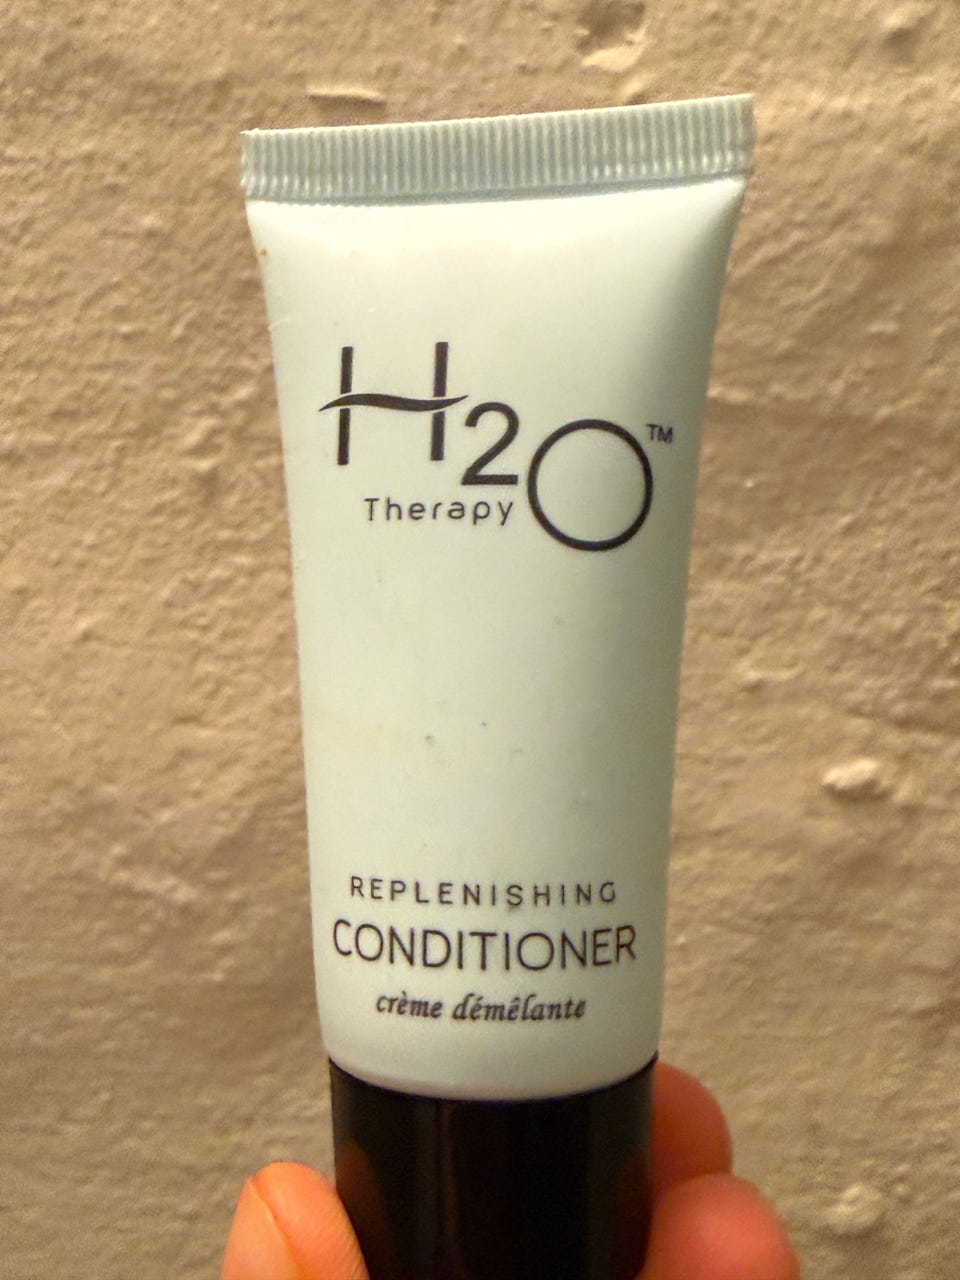 H2O™
Therapy
REPLENISHING
CONDITIONER
crème démêlante